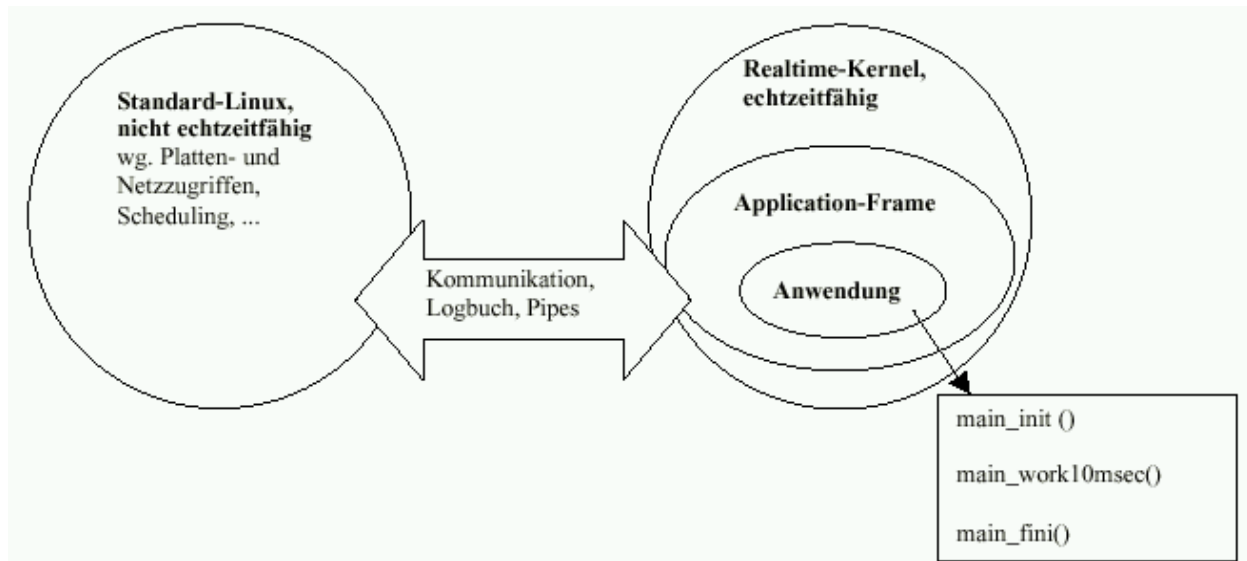 Standard-Linux,
nicht echtzeitfähig
wg. Platten- und
Netzzugriffen,
Scheduling, ...
Kommunikation,
Logbuch, Pipes
Realtime-Kernel,
echtzeitfähig
Application-Frame
Anwendung
main_init ()
main_work10msec()
main_fini()